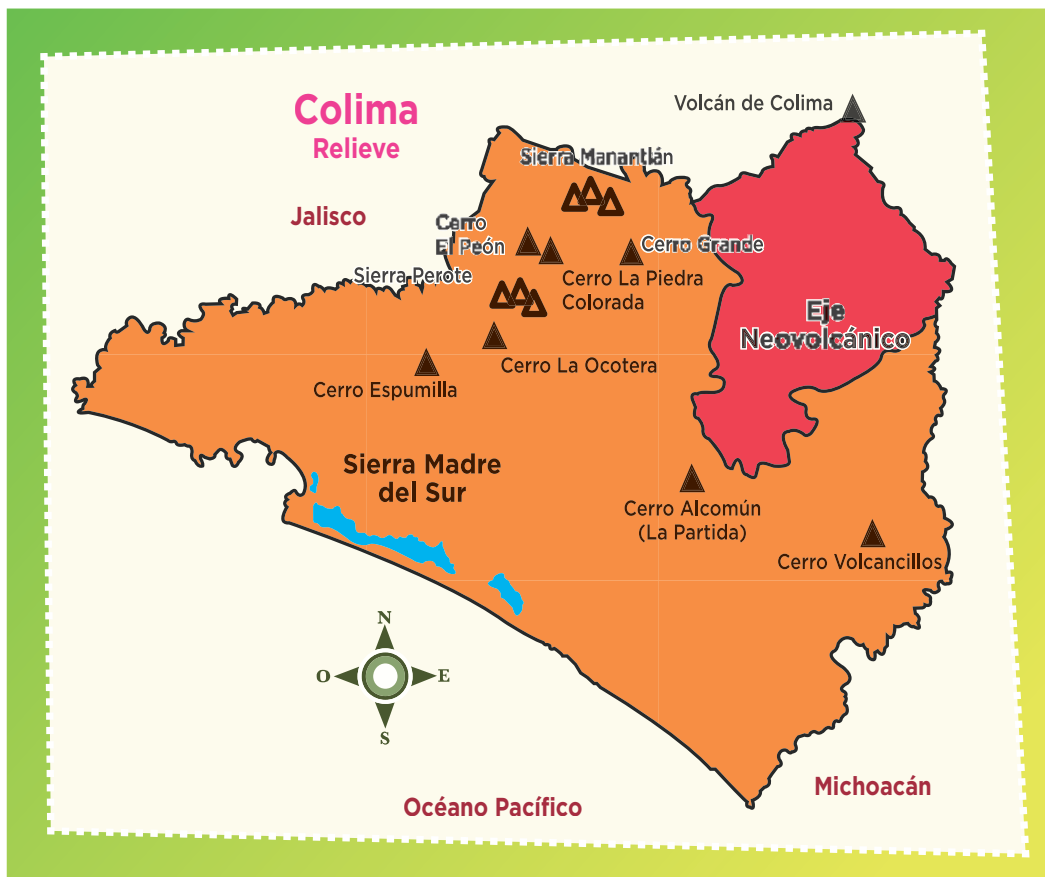 Colima
Relieve
Volcán de Colima
Sierra Manantlán
Jalisco
Cerro
El Peón
Cerro Grande
Sierra Perote
Cerro La Piedra
Colorada
Eje
Neovolcánico
Cerro La Ocotera
Cerro Espumilla
Sierra Madre
del Sur
Cerro Alcomún
(La Partida)
Cerro Volcancillos
N
O
E
S
Michoacán
Océano Pacífico